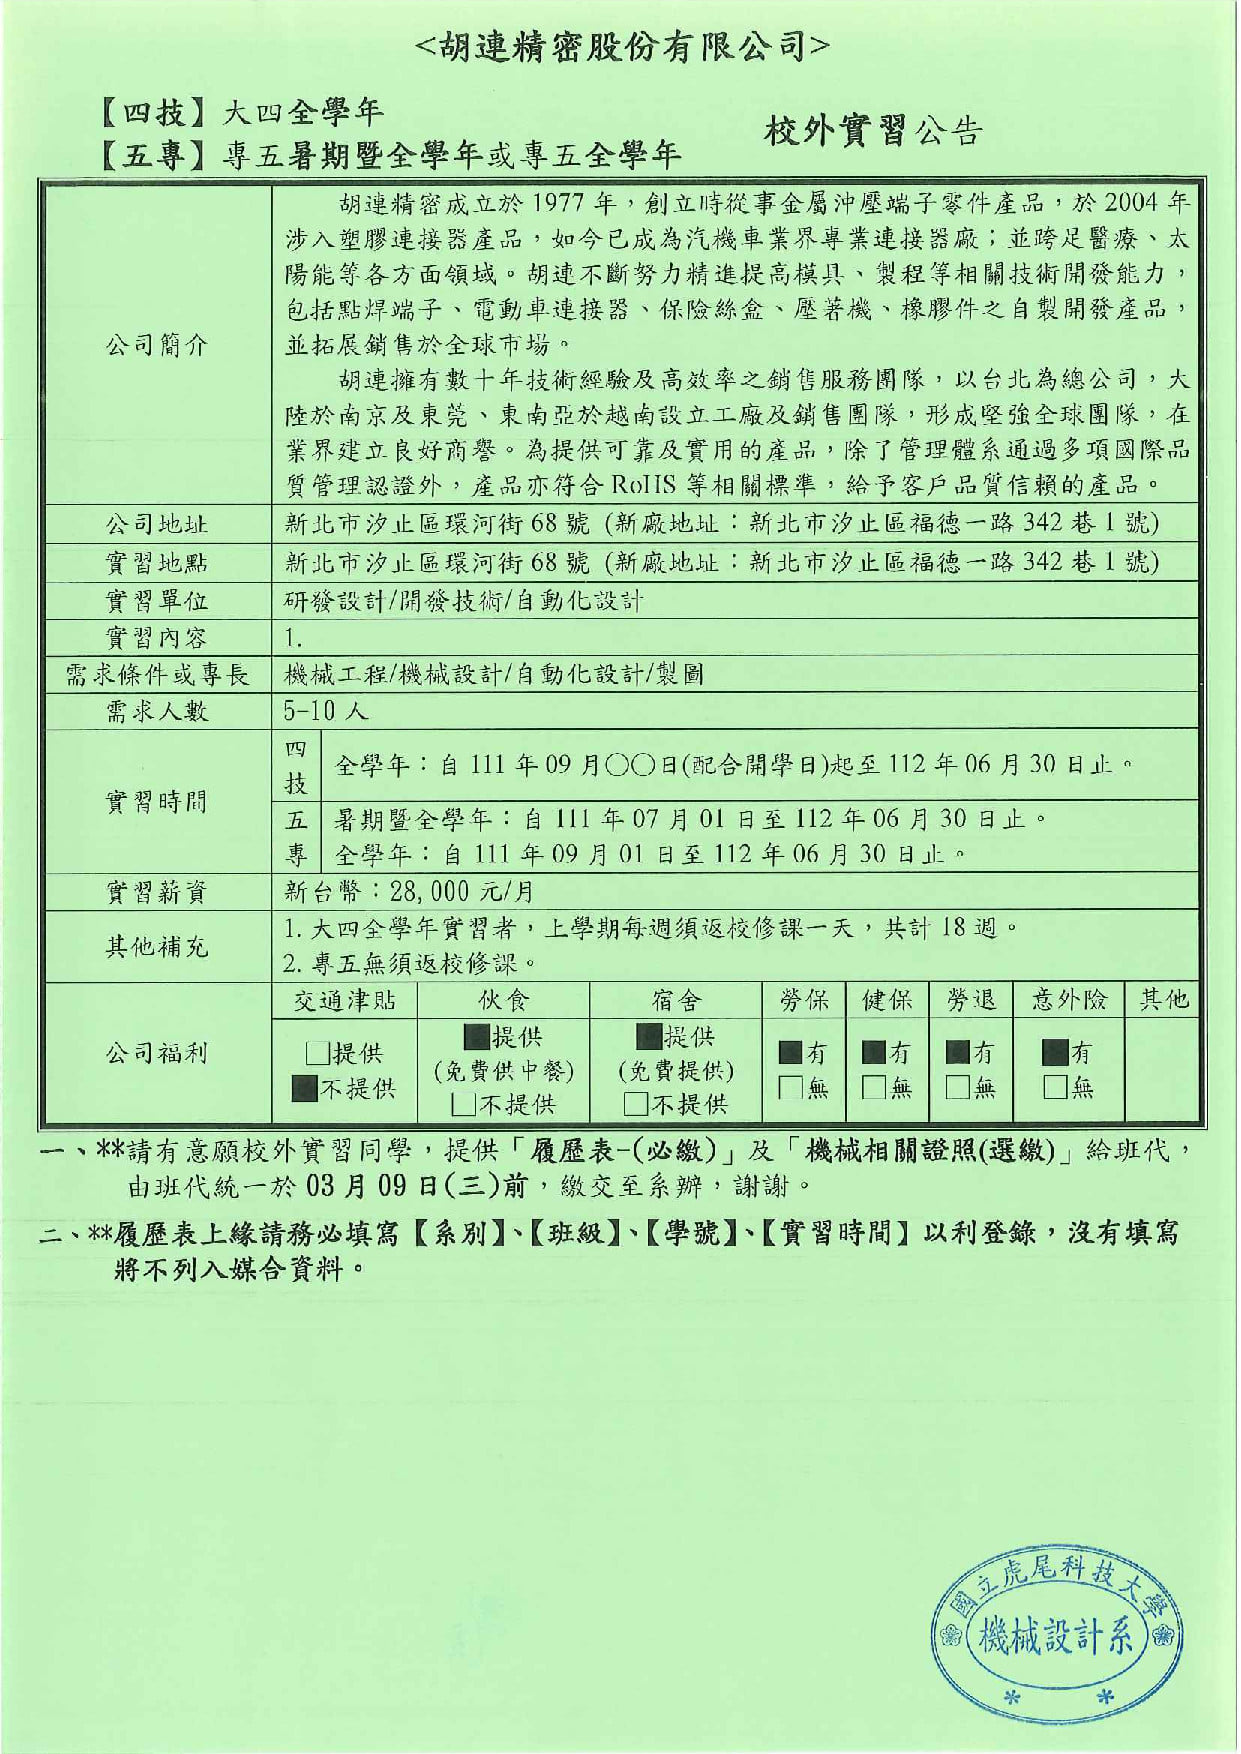 <胡連精密股份有限公司>
【四技】大四全學年
【五專】專五暑期暨全學年或專五全學年
校外實習公告
公司簡介
胡連精密成立於 1977 年，創立時從事金屬沖壓端子零件產品，於 2004 年
涉入塑膠連接器產品，如今已成為汽機車業界專業連接器廠；並跨足醫療、太
陽能等各方面領域。胡連不斷努力精進提高模具、製程等相關技術開發能力，
包括點焊端子、電動車連接器、保險絲盒、壓著機、橡膠件之自製開發產品，
並拓展銷售於全球市場。
胡連擁有數十年技術經驗及高效率之銷售服務團隊，以台北為總公司，大
陸於南京及東莞、東南亞於越南設立工廠及銷售團隊，形成堅強全球團隊，在
業界建立良好商譽。為提供可靠及實用的產品，除了管理體系通過多項國際品
質管理認證外，產品亦符合 RoHS 等相關標準，給予客戶品質信賴的產品。
公司地址 新北市汐止區環河街 68 號 (新廠地址：新北市汐止區福德一路 342 巷 1 號)
實習地點 新北市汐止區環河街 68 號 (新廠地址：新北市汐止區福德一路 342 巷 1 號)
實習單位 研發設計/開發技術/自動化設計
實習內容 1.
需求條件或專長 機械工程/機械設計/自動化設計/製圖
需求人數 5-10 人
實習時間
四技 全學年：自 111 年 09 月○○日(配合開學日)起至 112 年 06 月 30 日止。
五專 暑期暨全學年：自 111 年 07 月 01 日至 112 年 06 月 30 日止。
全學年：自 111 年 09 月 01 日至 112 年 06 月 30 日止。
實習薪資 新台幣：28,000 元/月
其他補充
1. 大四全學年實習者，上學期每週須返校修課一天，共計 18 週。
2. 專五無須返校修課。
公司福利
交通津貼 伙食 宿舍 勞保 健保 勞退 意外險 其他
□提供
■不提供
■提供
(免費供中餐)
□不提供
■提供
(免費提供)
□不提供
■有
□無
■有
□無
■有
□無
■有
□無
一、**請有意願校外實習同學，提供「履歷表-(必繳)」及「機械相關證照(選繳)」給班代，
由班代統一於 03 月 09 日(三)前，繳交至系辦，謝謝。
二、**履歷表上緣請務必填寫【系別】、【班級】、【學號】、【實習時間】以利登錄，沒有填寫
將不列入媒合資料。
國立虎尾科技大學
機械設計系